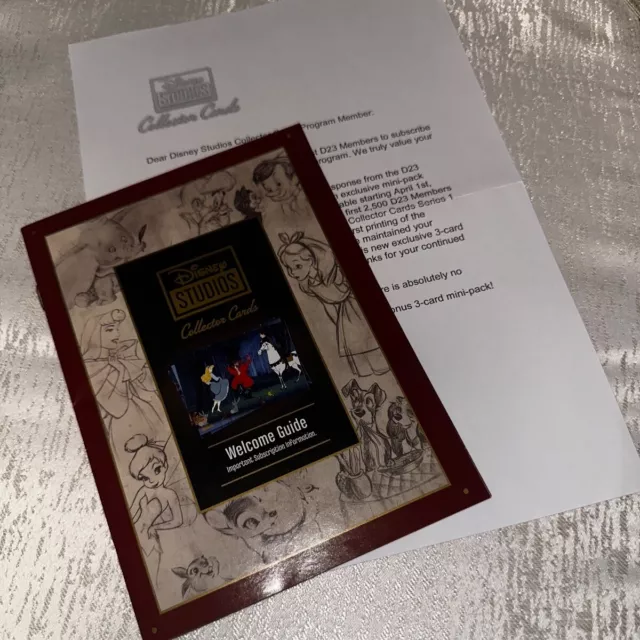 Disney
STUDIOS
Collector Cards
Dear Disney Studios Collector Program Member:
t D23 Members to subscribe
rogram. We truly value your
sponse from the D23
exclusive mini-pack
able starting April 1st,
first 2,500 D23 Members
Collector Cards Series 1
rst printing of the
maintained your
new exclusive 3-card
nks for your continued
re is absolutely no
onus 3-card mini-pack!
Disney
STUDIOS
Collector Cards
Welcome Guide
Important Subscription Information.